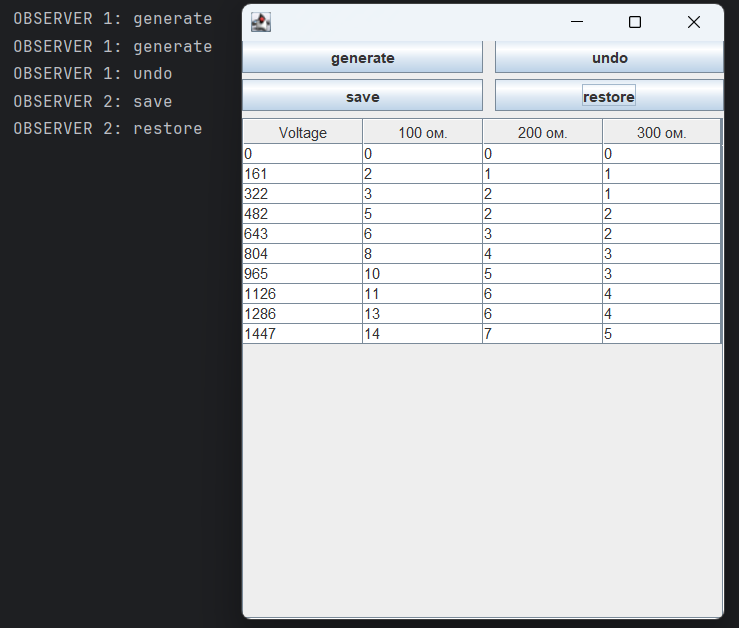 OBSERVER 1: generate
OBSERVER 1: generate
OBSERVER 1: undo
OBSERVER 2: save
OBSERVER 2: restore
generate undo
save restore
Voltage 100 ом. 200 ом. 300 ом.
0 0 0 0
161 2 1 1
322 3 2 1
482 5 2 2
643 6 3 2
804 8 4 3
965 10 5 3
1126 11 6 4
1286 13 6 4
1447 14 7 5